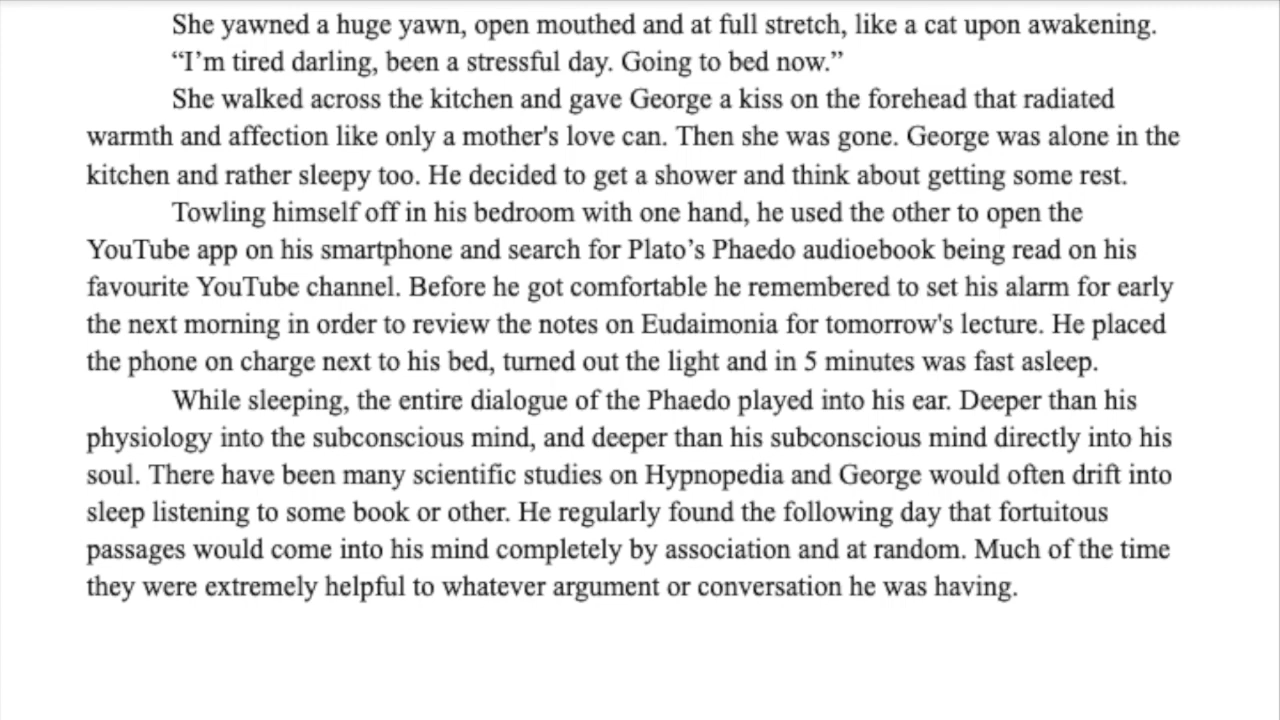 She yawned a huge yawn, open mouthed and at full stretch, like a cat upon awakening.
“I’m tired darling, been a stressful day. Going to bed now.”
She walked across the kitchen and gave George a kiss on the forehead that radiated
warmth and affection like only a mother's love can. Then she was gone. George was alone in the
kitchen and rather sleepy too. He decided to get a shower and think about getting some rest.
Towling himself off in his bedroom with one hand, he used the other to open the
YouTube app on his smartphone and search for Plato’s Phaedo audioebook being read on his
favourite YouTube channel. Before he got comfortable he remembered to set his alarm for early
the next morning in order to review the notes on Eudaimonia for tomorrow's lecture. He placed
the phone on charge next to his bed, turned out the light and in 5 minutes was fast asleep.
While sleeping, the entire dialogue of the Phaedo played into his ear. Deeper than his
physiology into the subconscious mind, and deeper than his subconscious mind directly into his
soul. There have been many scientific studies on Hypnopedia and George would often drift into
sleep listening to some book or other. He regularly found the following day that fortuitous
passages would come into his mind completely by association and at random. Much of the time
they were extremely helpful to whatever argument or conversation he was having.